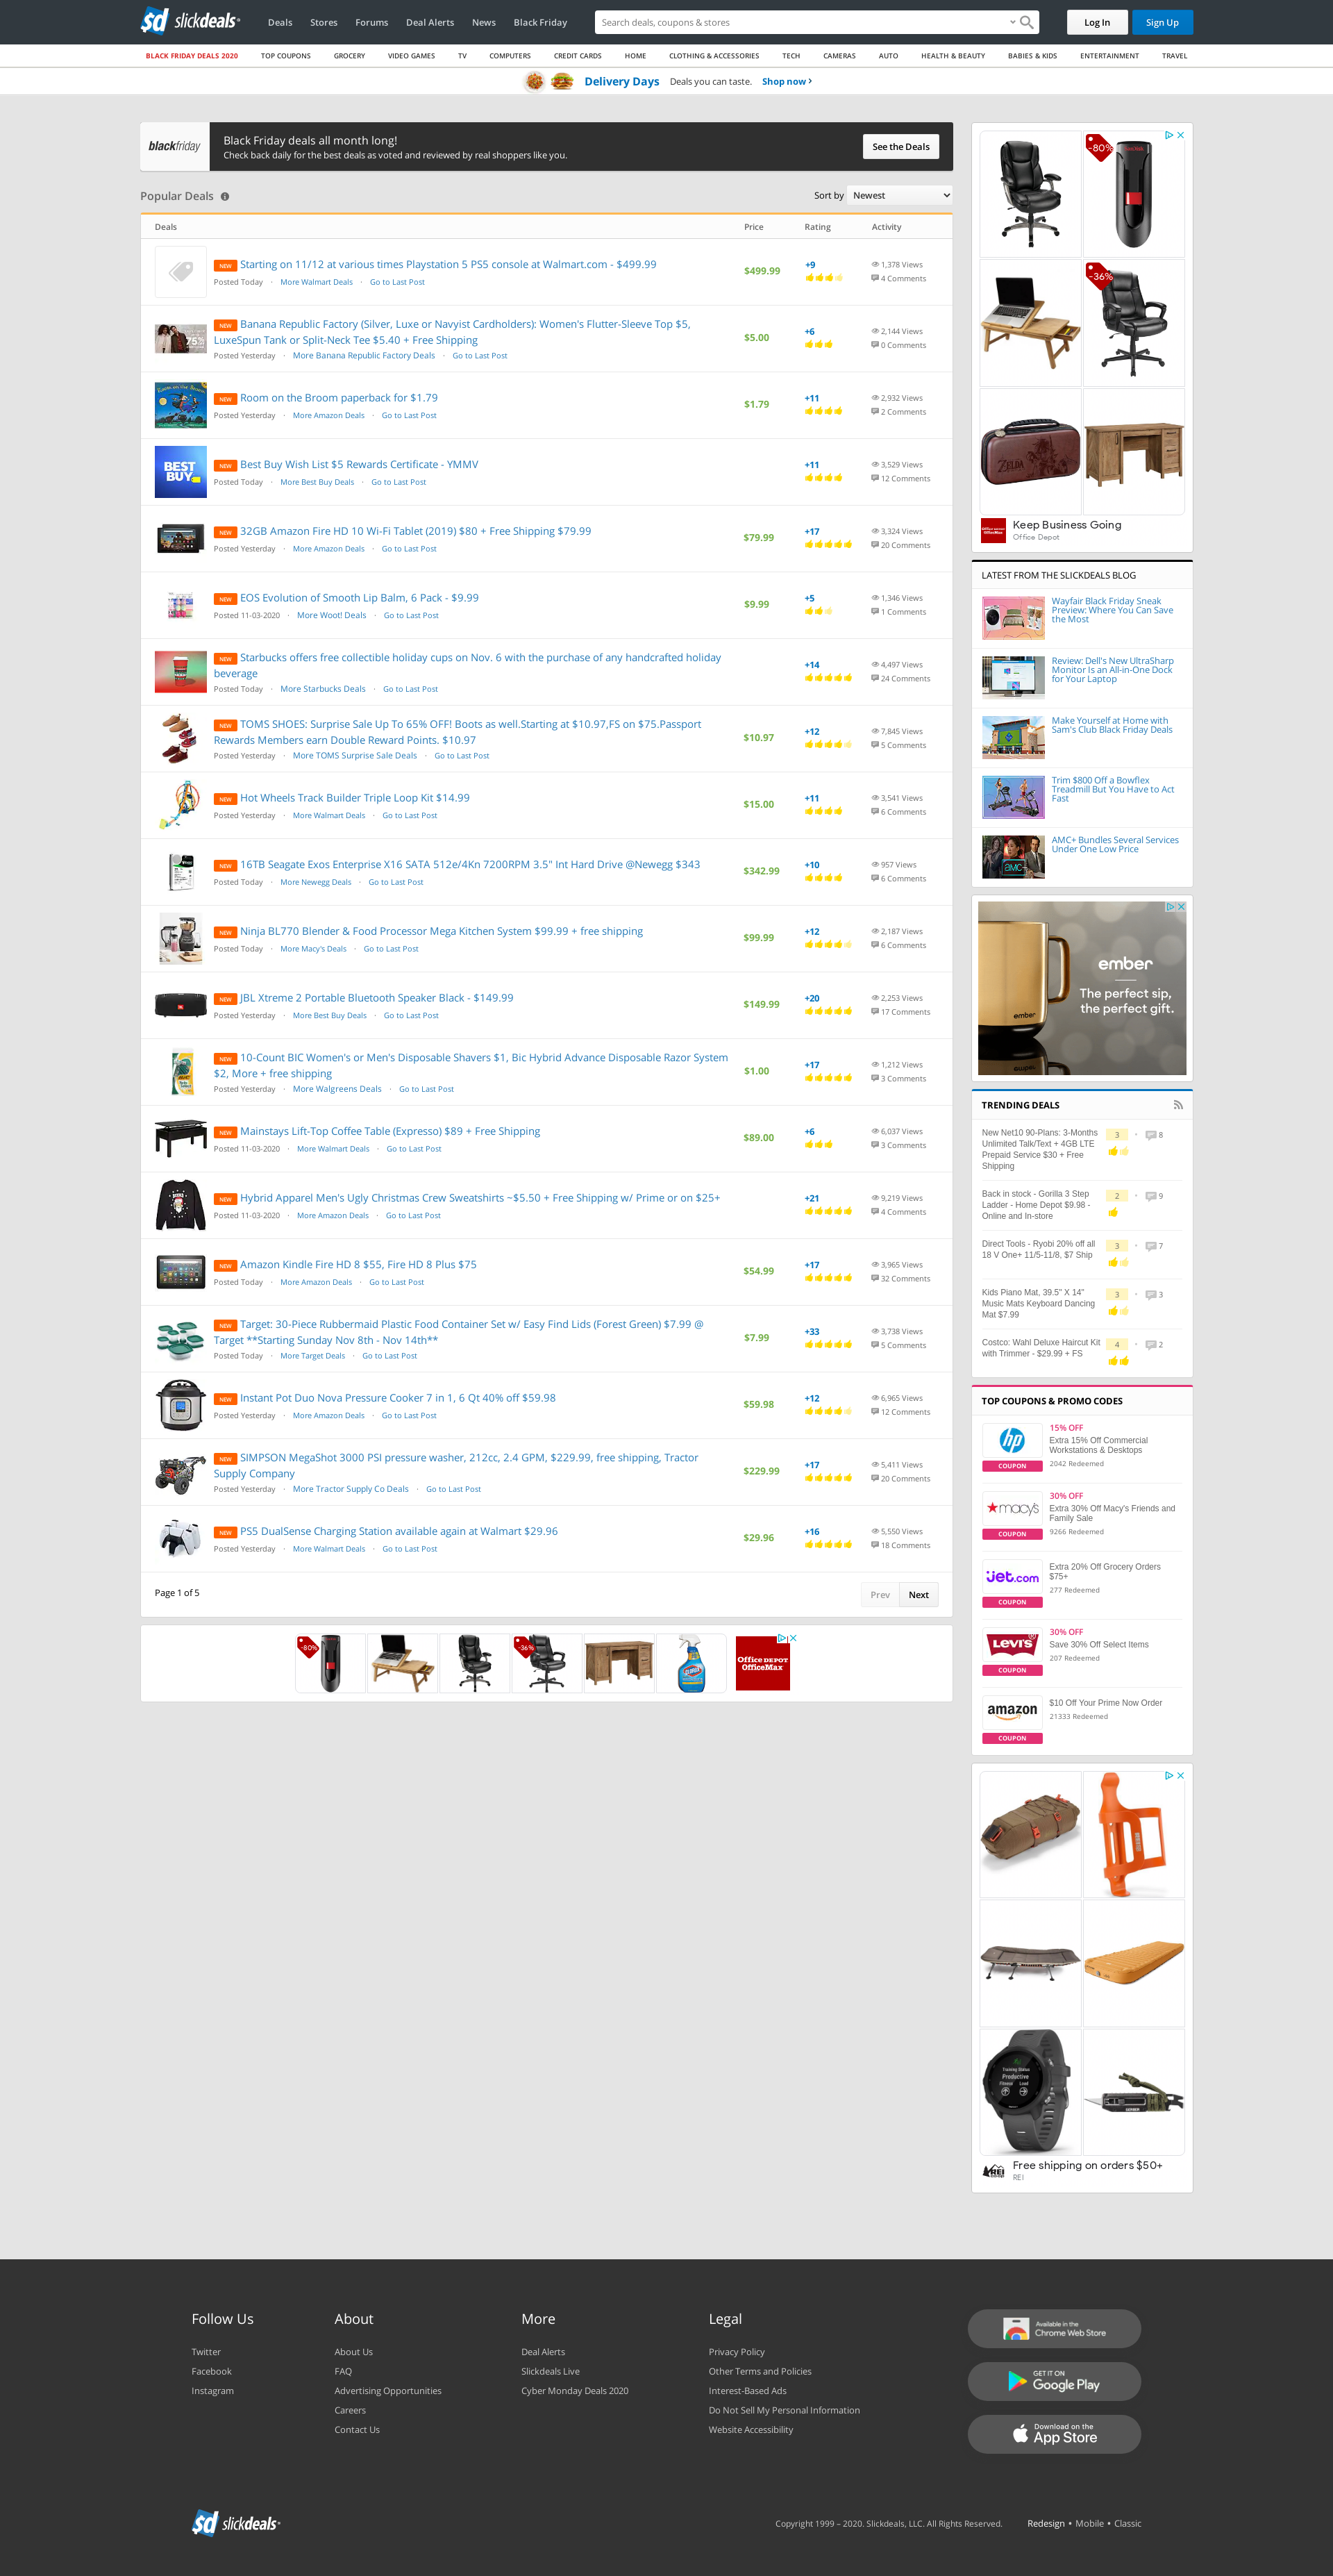 slickdeals
Deals Stores Forums Deal Alerts News Black Friday
Search deals, coupons & stores
Log In Sign Up
BLACK FRIDAY DEALS 2020 TOP COUPONS GROCERY VIDEO GAMES TV COMPUTERS CREDIT CARDS HOME CLOTHING & ACCESSORIES TECH CAMERAS AUTO HEALTH & BEAUTY BABIES & KIDS ENTERTAINMENT TRAVEL
Delivery Days Deals you can taste. Shop now
blackfriday
Black Friday deals all month long!
Check back daily for the best deals as voted and reviewed by real shoppers like you.
See the Deals
Popular Deals
Sort by Newest
Deals Price Rating Activity
NEW Starting on 11/12 at various times Playstation 5 PS5 console at Walmart.com - $499.99
Posted Today · More Walmart Deals · Go to Last Post
$499.99
+9
1,378 Views
4 Comments
NEW Banana Republic Factory (Silver, Luxe or Navyist Cardholders): Women's Flutter-Sleeve Top $5,
LuxeSpun Tank or Split-Neck Tee $5.40 + Free Shipping
Posted Yesterday · More Banana Republic Factory Deals · Go to Last Post
$5.00
+6
2,144 Views
0 Comments
NEW Room on the Broom paperback for $1.79
Posted Yesterday · More Amazon Deals · Go to Last Post
$1.79
+11
2,932 Views
2 Comments
BEST
BUY
NEW Best Buy Wish List $5 Rewards Certificate - YMMV
Posted Today · More Best Buy Deals · Go to Last Post
+11
3,529 Views
12 Comments
NEW 32GB Amazon Fire HD 10 Wi-Fi Tablet (2019) $80 + Free Shipping $79.99
Posted Yesterday · More Amazon Deals · Go to Last Post
$79.99
+17
3,324 Views
20 Comments
NEW EOS Evolution of Smooth Lip Balm, 6 Pack - $9.99
Posted 11-03-2020 · More Woot! Deals · Go to Last Post
$9.99
+5
1,346 Views
1 Comments
NEW Starbucks offers free collectible holiday cups on Nov. 6 with the purchase of any handcrafted holiday
beverage
Posted Today · More Starbucks Deals · Go to Last Post
+14
4,497 Views
24 Comments
NEW TOMS SHOES: Surprise Sale Up To 65% OFF! Boots as well.Starting at $10.97,FS on $75.Passport
Rewards Members earn Double Reward Points. $10.97
Posted Yesterday · More TOMS Surprise Sale Deals · Go to Last Post
$10.97
+12
7,845 Views
5 Comments
NEW Hot Wheels Track Builder Triple Loop Kit $14.99
Posted Yesterday · More Walmart Deals · Go to Last Post
$15.00
+11
3,541 Views
6 Comments
NEW 16TB Seagate Exos Enterprise X16 SATA 512e/4Kn 7200RPM 3.5" Int Hard Drive @Newegg $343
Posted Today · More Newegg Deals · Go to Last Post
$342.99
+10
957 Views
6 Comments
NEW Ninja BL770 Blender & Food Processor Mega Kitchen System $99.99 + free shipping
Posted Today · More Macy's Deals · Go to Last Post
$99.99
+12
2,187 Views
6 Comments
NEW JBL Xtreme 2 Portable Bluetooth Speaker Black - $149.99
Posted Yesterday · More Best Buy Deals · Go to Last Post
$149.99
+20
2,253 Views
17 Comments
NEW 10-Count BIC Women's or Men's Disposable Shavers $1, Bic Hybrid Advance Disposable Razor System
$2, More + free shipping
Posted Yesterday · More Walgreens Deals · Go to Last Post
$1.00
+17
1,212 Views
3 Comments
NEW Mainstays Lift-Top Coffee Table (Expresso) $89 + Free Shipping
Posted 11-03-2020 · More Walmart Deals · Go to Last Post
$89.00
+6
6,037 Views
3 Comments
NEW Hybrid Apparel Men's Ugly Christmas Crew Sweatshirts ~$5.50 + Free Shipping w/ Prime or on $25+
Posted 11-03-2020 · More Amazon Deals · Go to Last Post
+21
9,219 Views
4 Comments
NEW Amazon Kindle Fire HD 8 $55, Fire HD 8 Plus $75
Posted Today · More Amazon Deals · Go to Last Post
$54.99
+17
3,965 Views
32 Comments
NEW Target: 30-Piece Rubbermaid Plastic Food Container Set w/ Easy Find Lids (Forest Green) $7.99 @
Target **Starting Sunday Nov 8th - Nov 14th**
Posted Today · More Target Deals · Go to Last Post
$7.99
+33
3,738 Views
5 Comments
NEW Instant Pot Duo Nova Pressure Cooker 7 in 1, 6 Qt 40% off $59.98
Posted Yesterday · More Amazon Deals · Go to Last Post
$59.98
+12
6,965 Views
12 Comments
NEW SIMPSON MegaShot 3000 PSI pressure washer, 212cc, 2.4 GPM, $229.99, free shipping, Tractor
Supply Company
Posted Yesterday · More Tractor Supply Co Deals · Go to Last Post
$229.99
+17
5,411 Views
20 Comments
NEW PS5 DualSense Charging Station available again at Walmart $29.96
Posted Yesterday · More Walmart Deals · Go to Last Post
$29.96
+16
5,550 Views
18 Comments
Page 1 of 5
Prev Next
-80%
-36%
Office DEPOT
OfficeMax
-80%
-36%
ZELDA
Keep Business Going
Office Depot
LATEST FROM THE SLICKDEALS BLOG
Wayfair Black Friday Sneak
Preview: Where You Can Save
the Most
Review: Dell's New UltraSharp
Monitor Is an All-in-One Dock
for Your Laptop
Make Yourself at Home with
Sam's Club Black Friday Deals
Trim $800 Off a Bowflex
Treadmill But You Have to Act
Fast
AMC+ Bundles Several Services
Under One Low Price
ember
The perfect sip,
the perfect gift.
ember
TRENDING DEALS
New Net10 90-Plans: 3-Months
Unlimited Talk/Text + 4GB LTE
Prepaid Service $30 + Free
Shipping
3 8
Back in stock - Gorilla 3 Step
Ladder - Home Depot $9.98 -
Online and In-store
2 9
Direct Tools - Ryobi 20% off all
18 V One+ 11/5-11/8, $7 Ship
3 7
Kids Piano Mat, 39.5" X 14"
Music Mats Keyboard Dancing
Mat $7.99
3 3
Costco: Wahl Deluxe Haircut Kit
with Trimmer - $29.99 + FS
4 2
TOP COUPONS & PROMO CODES
hp
COUPON
15% OFF
Extra 15% Off Commercial
Workstations & Desktops
2042 Redeemed
macy's
COUPON
30% OFF
Extra 30% Off Macy's Friends and
Family Sale
9266 Redeemed
jet.com
COUPON
Extra 20% Off Grocery Orders
$75+
277 Redeemed
LEVI'S
COUPON
30% OFF
Save 30% Off Select Items
207 Redeemed
amazon
COUPON
$10 Off Your Prime Now Order
21333 Redeemed
Training Status
Productive
Fitness Load
Free shipping on orders $50+
REI
Follow Us
Twitter
Facebook
Instagram
About
About Us
FAQ
Advertising Opportunities
Careers
Contact Us
More
Deal Alerts
Slickdeals Live
Cyber Monday Deals 2020
Legal
Privacy Policy
Other Terms and Policies
Interest-Based Ads
Do Not Sell My Personal Information
Website Accessibility
Available in the
Chrome Web Store
GET IT ON
Google Play
Download on the
App Store
slickdeals
Copyright 1999 – 2020. Slickdeals, LLC. All Rights Reserved. Redesign • Mobile • Classic